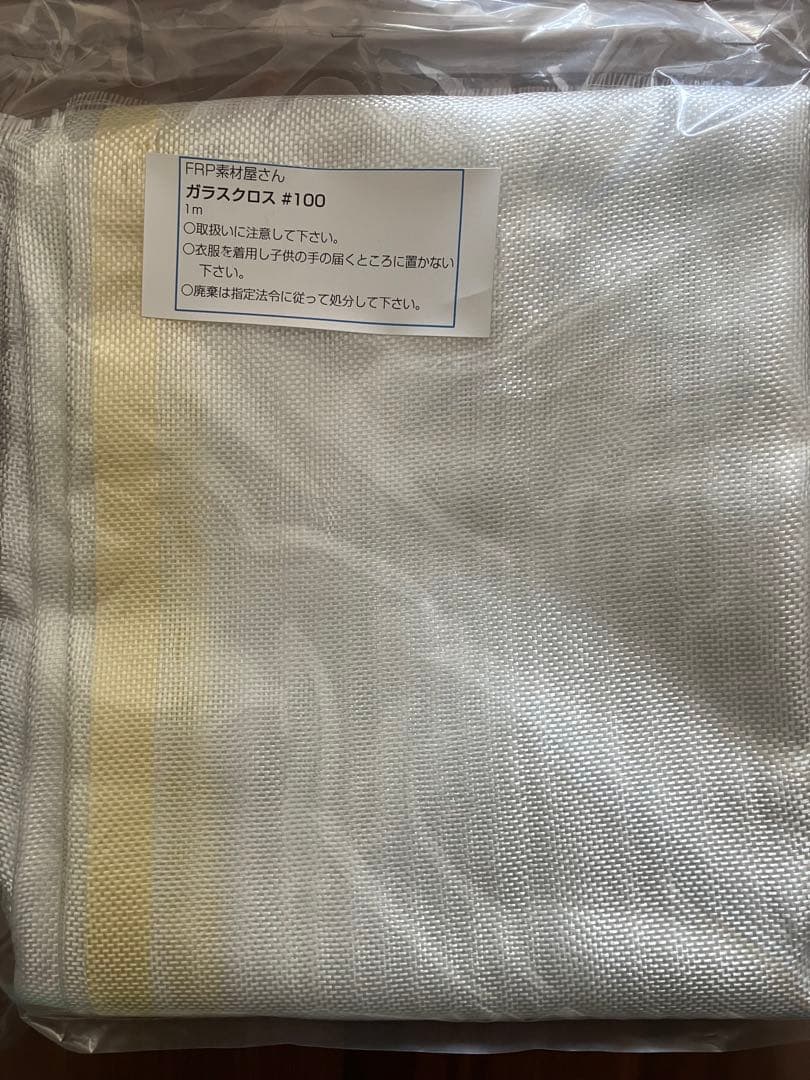 FRP素材屋さん
ガラスクロス #100
1m
○取扱いに注意して下さい。
○衣服を着用し子供の手の届くところに置かない
下さい。
○廃棄は指定法令に従って処分して下さい。